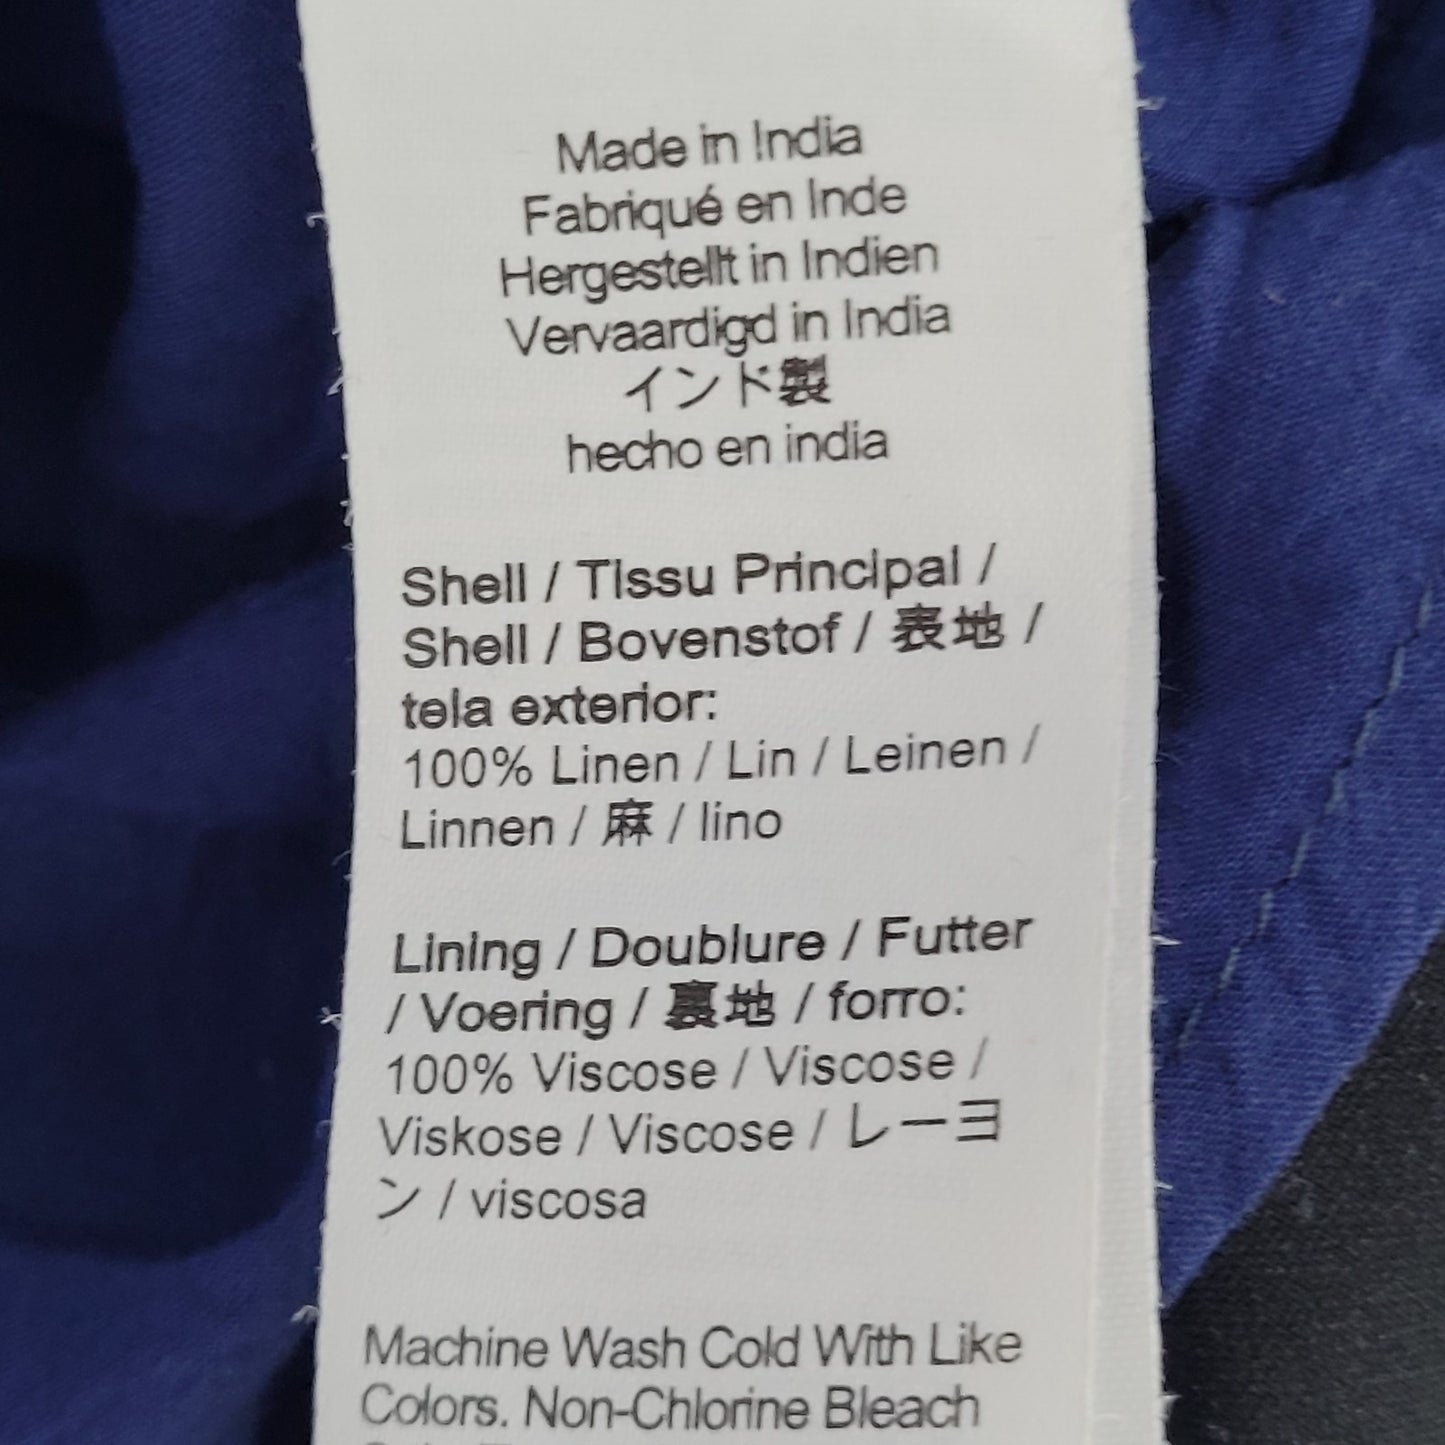 Made in India
Fabriqué en Inde
Hergestellt in Indien
Vervaardigd in India
インド製
hecho en india
Shell / Tissu Principal /
Shell / Bovenstof / 表地 /
tela exterior:
100% Linen / Lin / Leinen /
Linnen / 麻 / lino
Lining / Doublure / Futter
/ Voering / 裏地 / forro:
100% Viscose / Viscose /
Viskose / Viscose / レーヨ
ン / viscosa
Machine Wash Cold With Like
Colors. Non-Chlorine Bleach